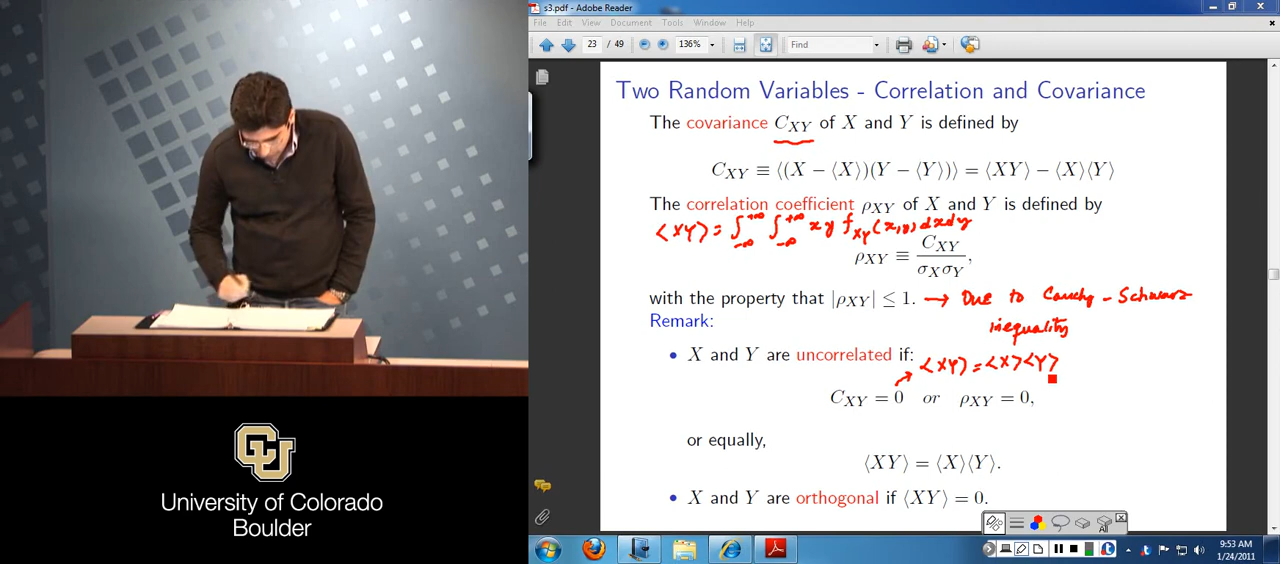 s3.pdf - Adobe Reader
File Edit View Document Tools Window Help
23 / 49 136% Find
Two Random Variables - Correlation and Covariance
The covariance C_XY of X and Y is defined by
C_XY ≡ ⟨(X − ⟨X⟩)(Y − ⟨Y⟩)⟩ = ⟨XY⟩ − ⟨X⟩⟨Y⟩
The correlation coefficient ρ_XY of X and Y is defined by
<XY> = ∫_{-∞}^{+∞} ∫_{-∞}^{+∞} xy f_XY(x,y) dx dy
ρ_XY ≡ C_XY / σ_X σ_Y,
with the property that |ρ_XY| ≤ 1. → Due to Cauchy - Schwarz
inequality
Remark:
• X and Y are uncorrelated if:
<XY> = <X><Y>
C_XY = 0 or ρ_XY = 0,
or equally,
⟨XY⟩ = ⟨X⟩⟨Y⟩.
• X and Y are orthogonal if ⟨XY⟩ = 0.
All
9:53 AM
1/24/2011
CU
University of Colorado
Boulder